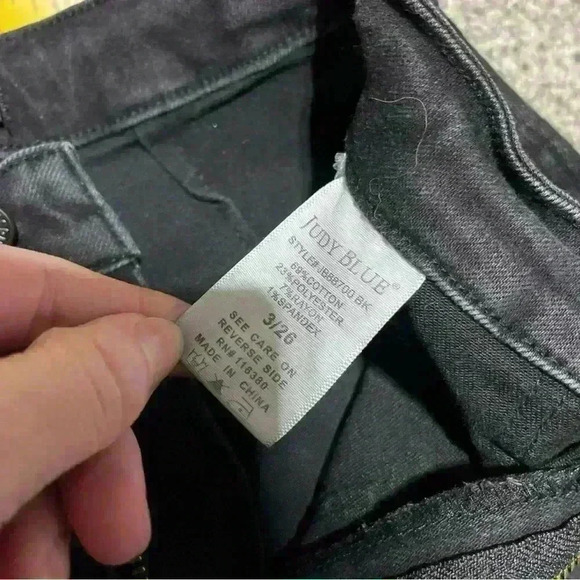 JUDY BLUE®
STYLE#:JB88700 BK
69%COTTON
23%POLYESTER
7%RAYON
1%SPANDEX
3/26
SEE CARE ON
REVERSE SIDE
RN# 116380
MADE IN CHINA